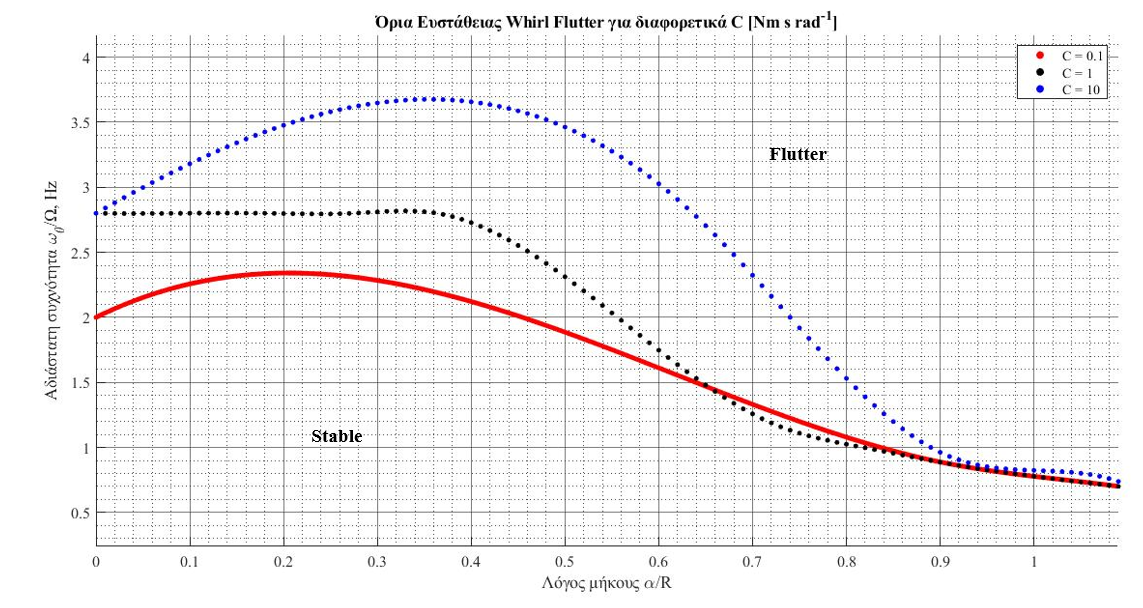 Όρια Ευστάθειας Whirl Flutter για διαφορετικά C [Nm s rad⁻¹]
C = 0.1
C = 1
C = 10
Flutter
Stable
Αδιάστατη συχνότητα ω_θ/Ω, Hz
4
3.5
3
2.5
2
1.5
1
0.5
0 0.1 0.2 0.3 0.4 0.5 0.6 0.7 0.8 0.9 1
Λόγος μήκους α/R